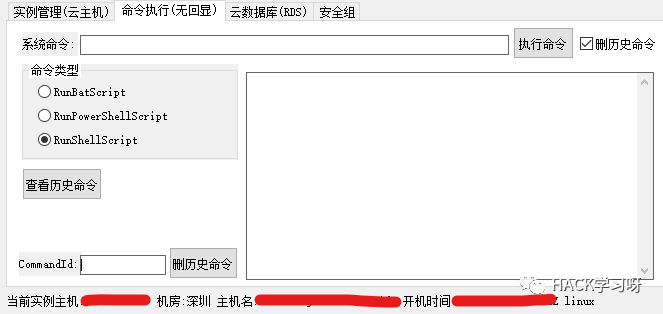 实例管理(云主机) 命令执行(无回显) 云数据库(RDS) 安全组
系统命令: 执行命令 删历史命令
命令类型
RunBatScript
RunPowerShellScript
RunShellScript
查看历史命令
CommandId: 删历史命令
HACK学习呀
当前实例主机 机房:深圳 主机名: 开机时间 Z linux